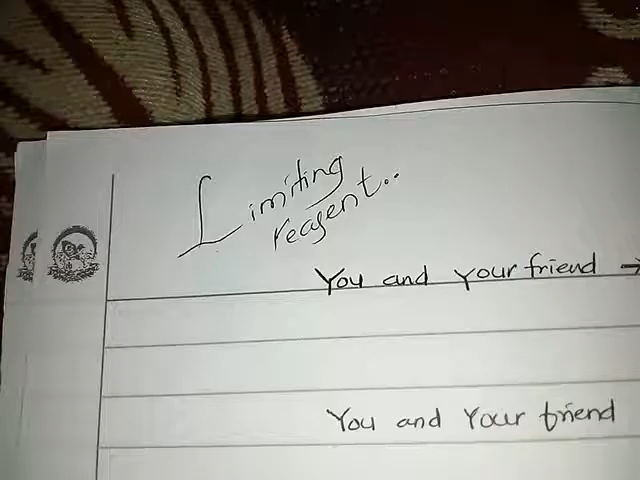 Limiting
reagent..
You and your friend →
You and Your friend